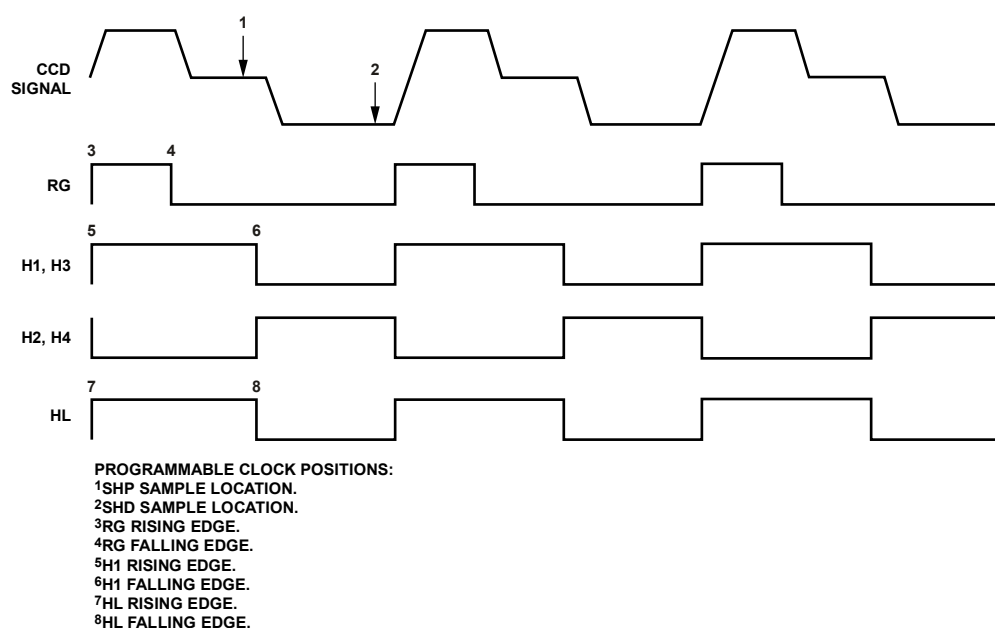 1
2
CCD
SIGNAL
3 4
RG
5 6
H1, H3
H2, H4
7 8
HL
PROGRAMMABLE CLOCK POSITIONS:
1SHP SAMPLE LOCATION.
2SHD SAMPLE LOCATION.
3RG RISING EDGE.
4RG FALLING EDGE.
5H1 RISING EDGE.
6H1 FALLING EDGE.
7HL RISING EDGE.
8HL FALLING EDGE.